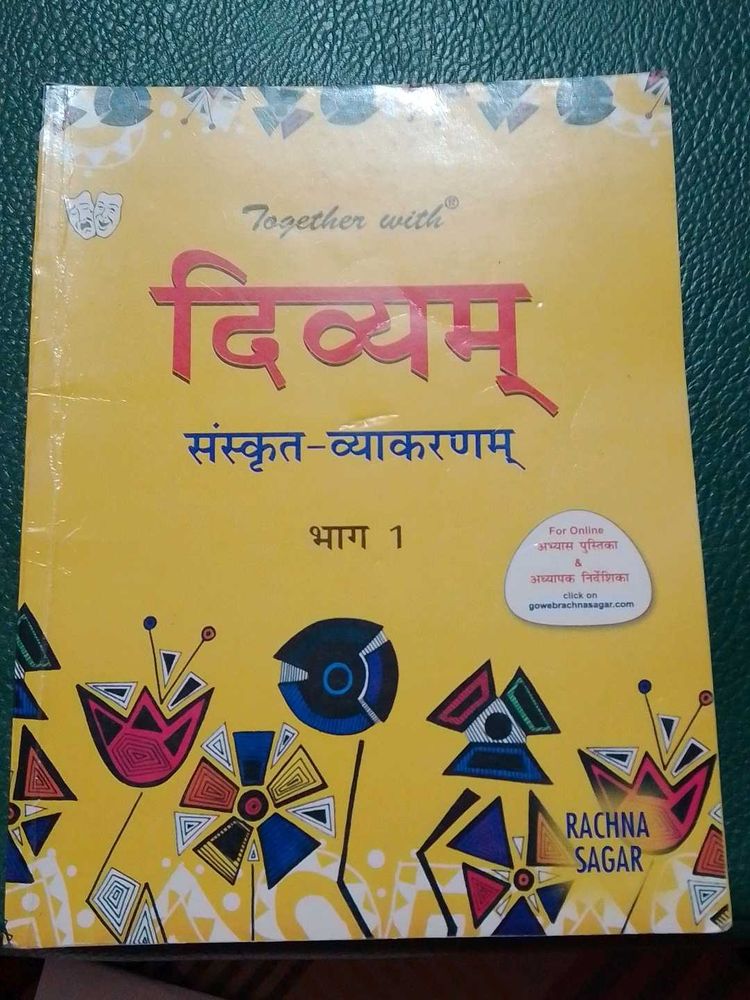 Together with®
दिव्यम्
संस्कृत-व्याकरणम्
भाग 1
For Online
अभ्यास पुस्तिका
&
अध्यापक निर्देशिका
click on
gowebrachnasagar.com
RACHNA
SAGAR